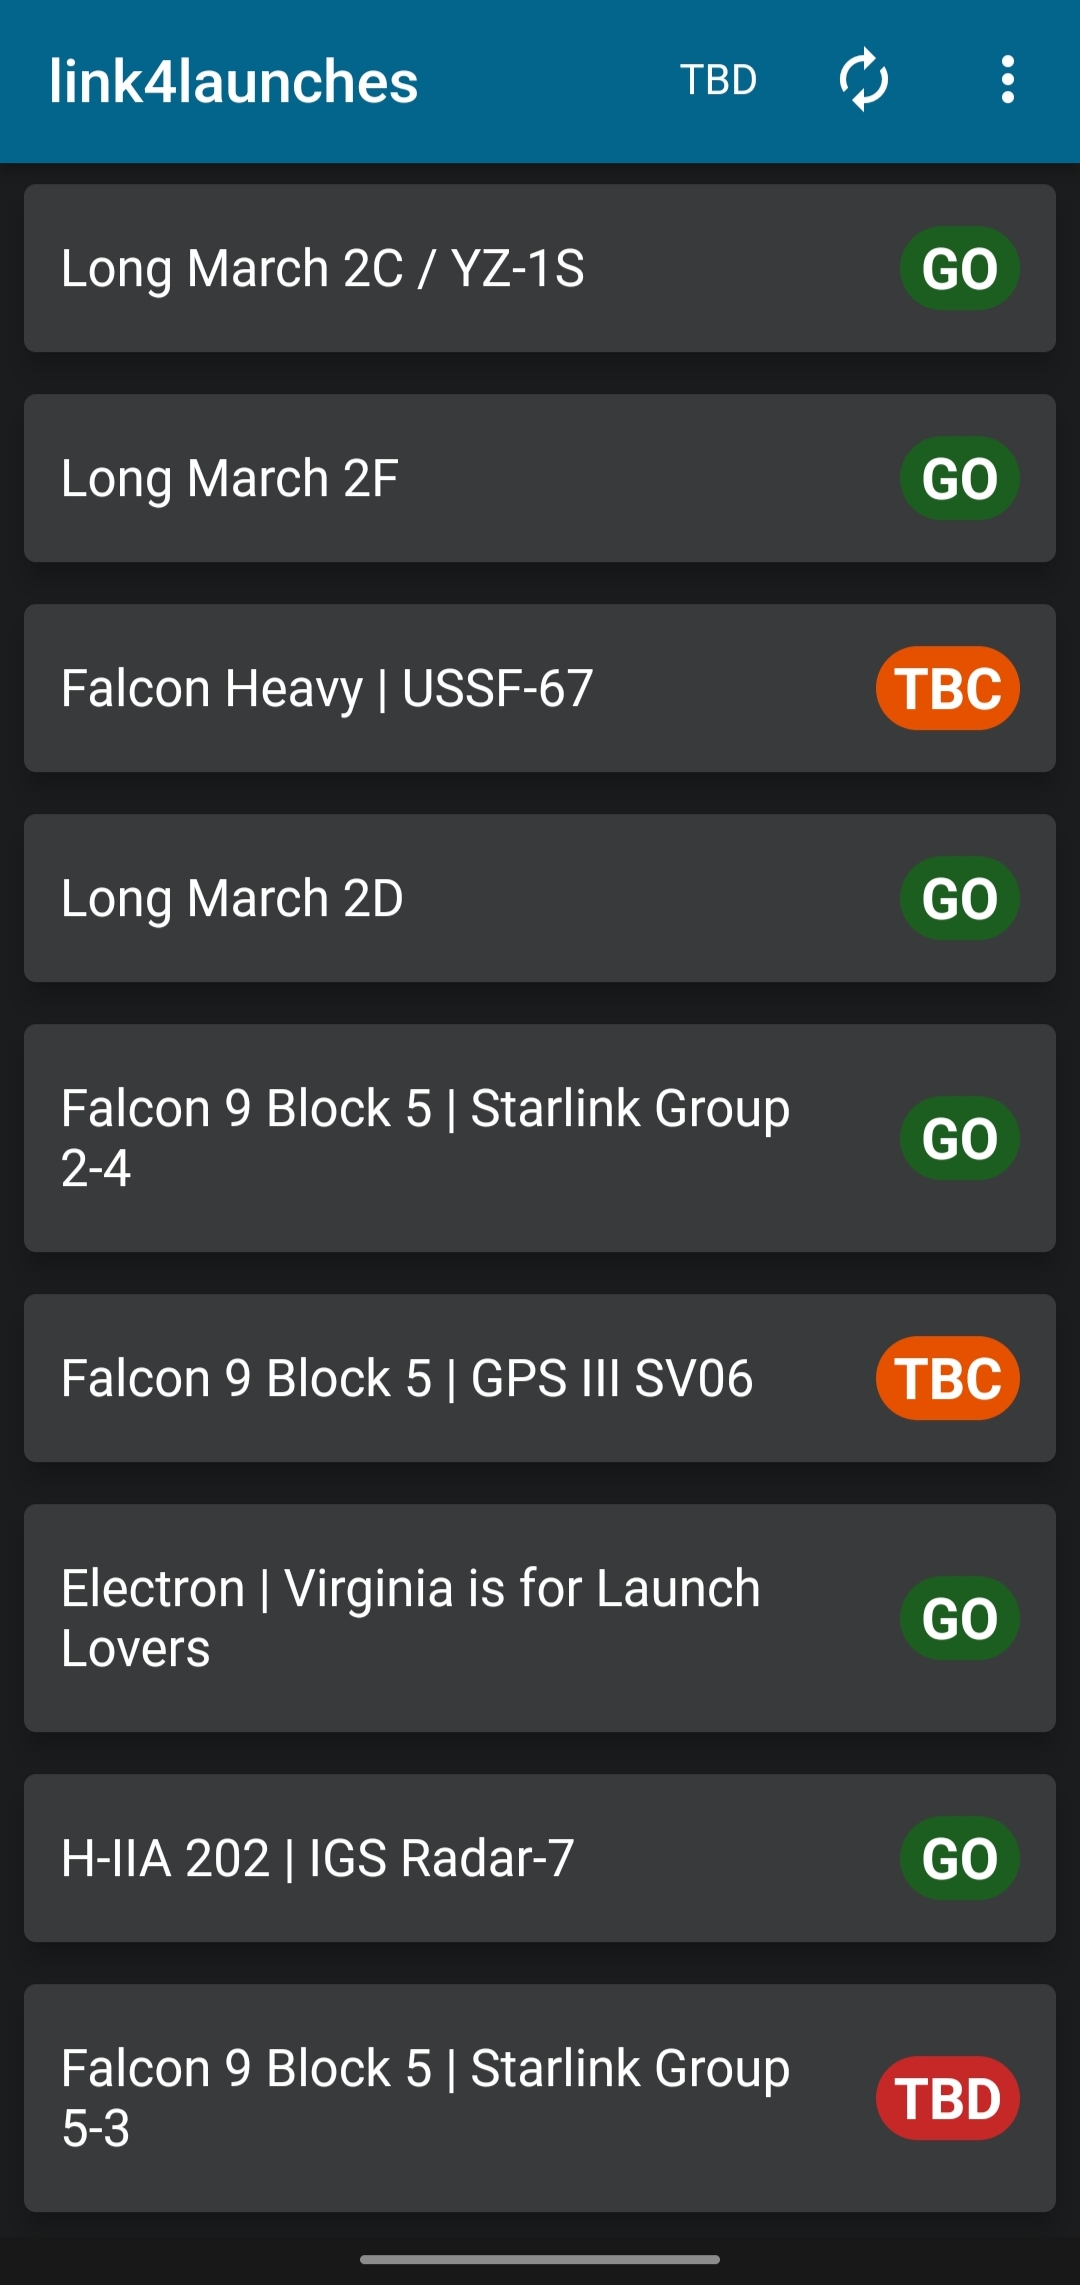 link4launches TBD
Long March 2C / YZ-1S GO
Long March 2F GO
Falcon Heavy | USSF-67 TBC
Long March 2D GO
Falcon 9 Block 5 | Starlink Group
2-4
GO
Falcon 9 Block 5 | GPS III SV06 TBC
Electron | Virginia is for Launch
Lovers
GO
H-IIA 202 | IGS Radar-7 GO
Falcon 9 Block 5 | Starlink Group
5-3
TBD